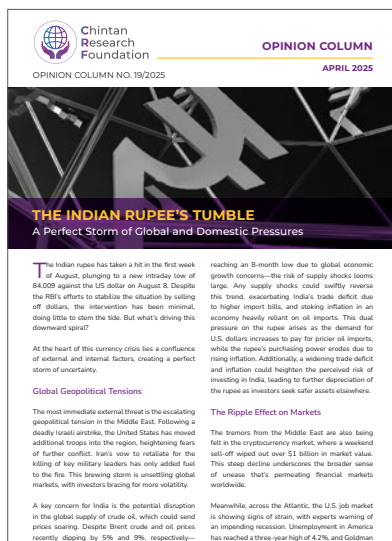 Chintan
Research
Foundation
OPINION COLUMN
OPINION COLUMN NO. 19/2025
APRIL 2025
THE INDIAN RUPEE'S TUMBLE
A Perfect Storm of Global and Domestic Pressures
The Indian rupee has taken a hit in the first week
of August, plunging to a new intraday low of
84.009 against the US dollar on August 8. Despite
the RBI's efforts to stabilize the situation by selling
off dollars, the intervention has been minimal,
doing little to stem the tide. But what's driving this
downward spiral?
At the heart of this currency crisis lies a confluence
of external and internal factors, creating a perfect
storm of uncertainty.
Global Geopolitical Tensions
The most immediate external threat is the escalating
geopolitical tension in the Middle East. Following a
deadly Israeli airstrike, the United States has moved
additional troops into the region, heightening fears
of further conflict. Iran's vow to retaliate for the
killing of key military leaders has only added fuel
to the fire. This brewing storm is unsettling global
markets, with investors bracing for more volatility.
A key concern for India is the potential disruption
in the global supply of crude oil, which could send
prices soaring. Despite Brent crude and oil prices
recently dipping by 5% and 9%, respectively—
reaching an 8-month low due to global economic
growth concerns—the risk of supply shocks looms
large. Any supply shocks could swiftly reverse
this trend, exacerbating India's trade deficit due
to higher import bills, and stoking inflation in an
economy heavily reliant on oil imports. This dual
pressure on the rupee arises as the demand for
U.S. dollars increases to pay for pricier oil imports,
while the rupee's purchasing power erodes due to
rising inflation. Additionally, a widening trade deficit
and inflation could heighten the perceived risk of
investing in India, leading to further depreciation of
the rupee as investors seek safer assets elsewhere.
The Ripple Effect on Markets
The tremors from the Middle East are also being
felt in the cryptocurrency market, where a weekend
sell-off wiped out over $1 billion in market value.
This steep decline underscores the broader sense
of unease that's permeating financial markets
worldwide.
Meanwhile, across the Atlantic, the U.S. job market
is showing signs of strain, with experts warning of
an impending recession. Unemployment in America
has reached a three-year high of 4.2%, and Goldman